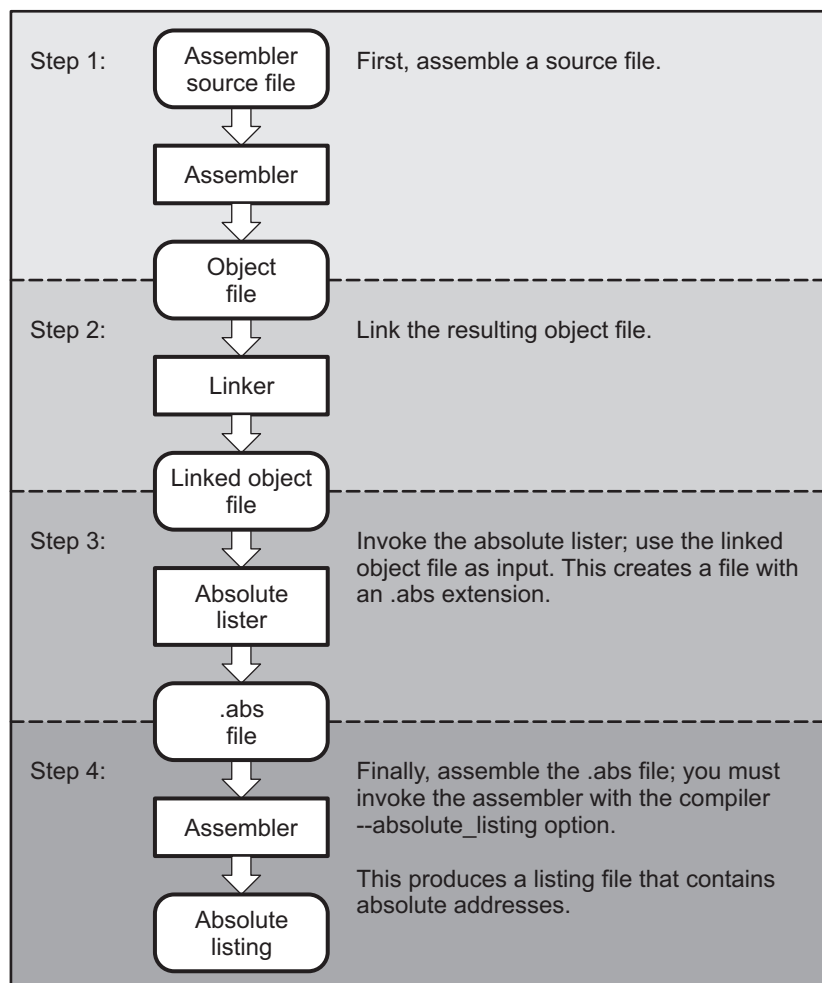 Step 1:
Assembler
source file
First, assemble a source file.
Assembler
Object
file
Step 2:
Link the resulting object file.
Linker
Linked object
file
Step 3:
Invoke the absolute lister; use the linked
object file as input. This creates a file with
an .abs extension.
Absolute
lister
.abs
file
Step 4:
Finally, assemble the .abs file; you must
invoke the assembler with the compiler
--absolute_listing option.
Assembler
This produces a listing file that contains
absolute addresses.
Absolute
listing